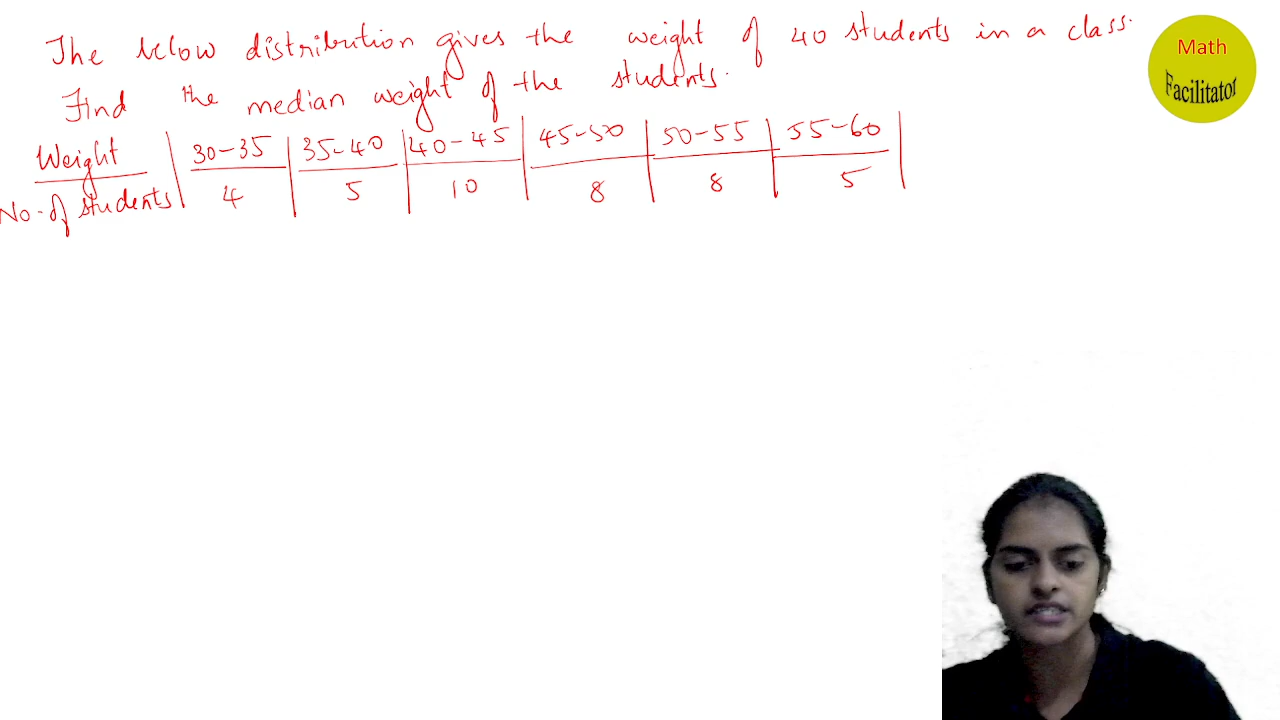 The below distribution gives the weight of 40 students in a class.
Find the median weight of the students.
Weight 30-35 35-40 40-45 45-50 50-55 55-60
No. of students 4 5 10 8 8 5
Math
Facilitator